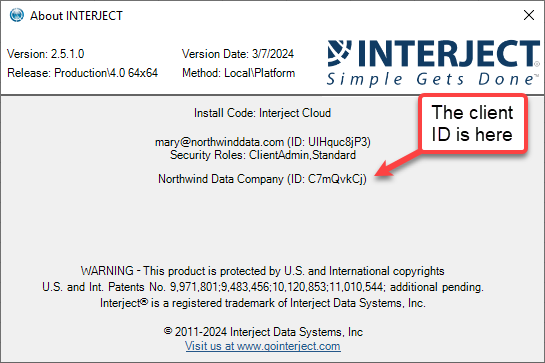 About INTERJECT
Version: 2.5.1.0
Version Date: 3/7/2024
Release: Production\4.0 64x64
Method: Local\Platform
INTERJECT
Simple Gets Done™
Install Code: Interject Cloud
The client
ID is here
mary@northwinddata.com (ID: UIHquc8jP3)
Security Roles: ClientAdmin,Standard
Northwind Data Company (ID: C7mQvkCj)
WARNING - This product is protected by U.S. and International copyrights
U.S. and Int. Patents No. 9,971,801;9,483,456;10,120,853;11,010,544; additional pending.
Interject® is a registered trademark of Interject Data Systems, Inc.
© 2011-2024 Interject Data Systems, Inc
Visit us at www.gointerject.com